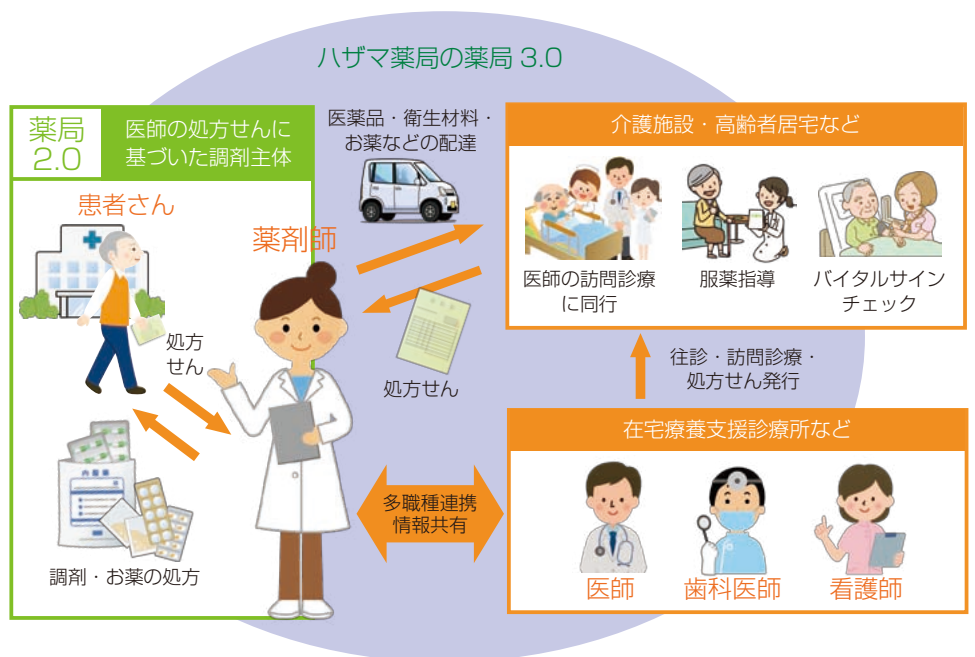 ハザマ薬局の薬局 3.0
薬局
2.0
医師の処方せんに
基づいた調剤主体
患者さん
薬剤師
処方
せん
内服薬
調剤・お薬の処方
医薬品・衛生材料・
お薬などの配達
処方せん
多職種連携
情報共有
介護施設・高齢者居宅など
医師の訪問診療
に同行
服薬指導
バイタルサイン
チェック
往診・訪問診療・
処方せん発行
在宅療養支援診療所など
医師
歯科医師
看護師